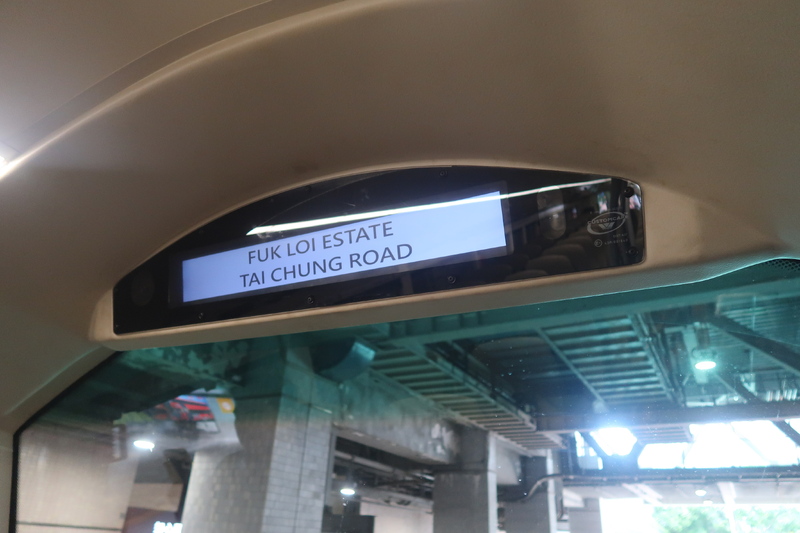 FUK LOI ESTATE
TAI CHUNG ROAD